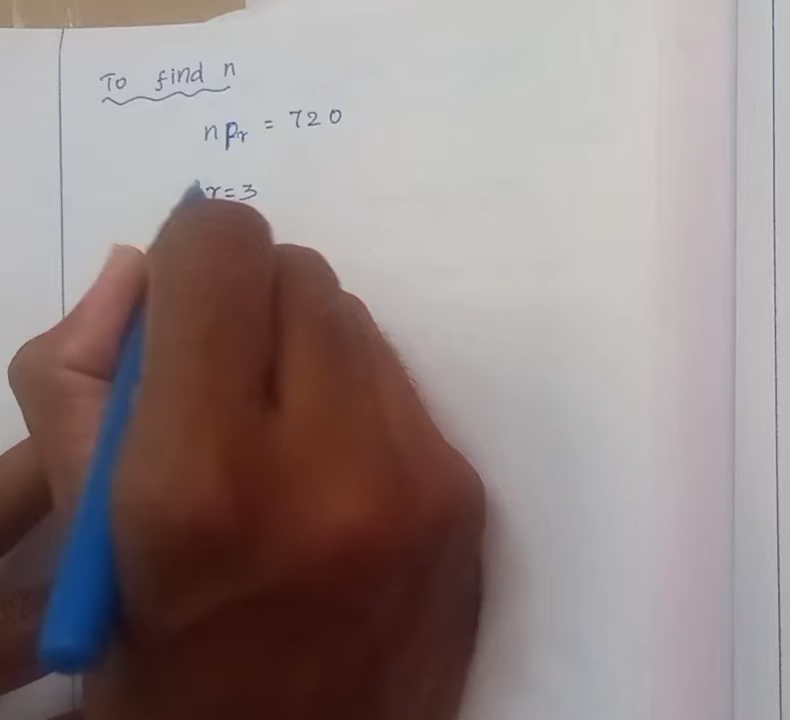 To find n
nPr = 720
r=3